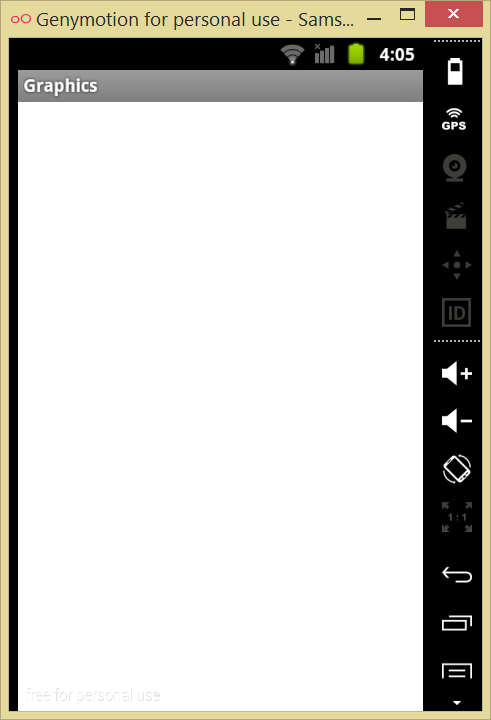 Genymotion for personal use - Sams...
4:05
Graphics
GPS
ID
1:1
free for personal use